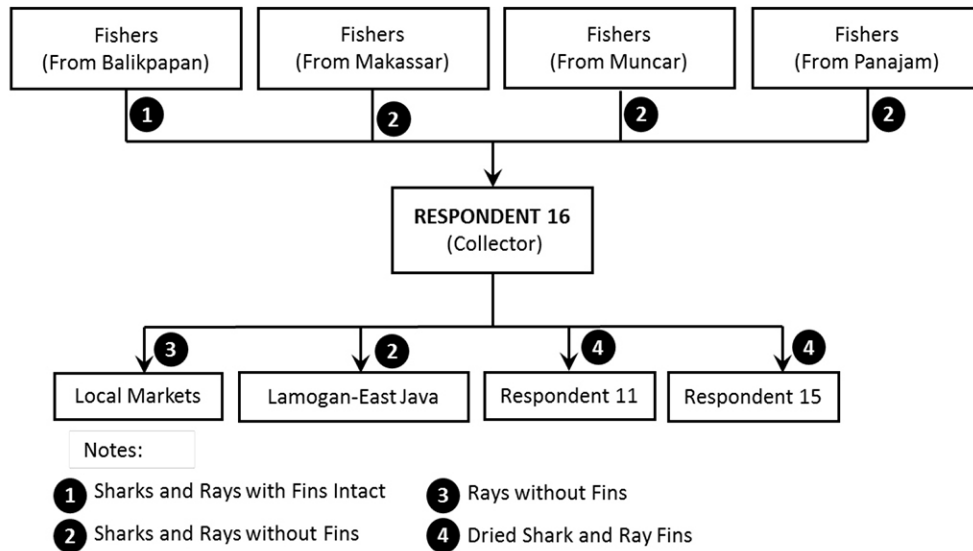 Fishers
(From Balikpapan)
Fishers
(From Makassar)
Fishers
(From Muncar)
Fishers
(From Panajam)
1
2
2
2
RESPONDENT 16
(Collector)
3
2
4
4
Local Markets
Lamogan-East Java
Respondent 11
Respondent 15
Notes:
1 Sharks and Rays with Fins Intact
2 Sharks and Rays without Fins
3 Rays without Fins
4 Dried Shark and Ray Fins